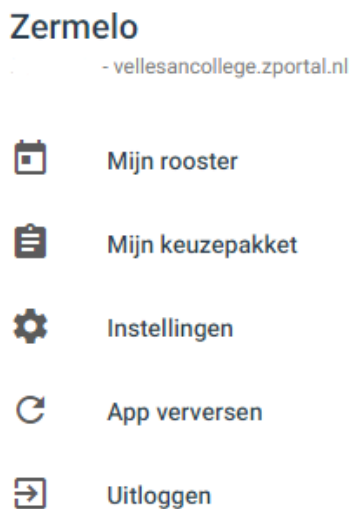 Zermelo
- vellesancollege.zportal.nl
Mijn rooster
Mijn keuzepakket
Instellingen
App verversen
Uitloggen